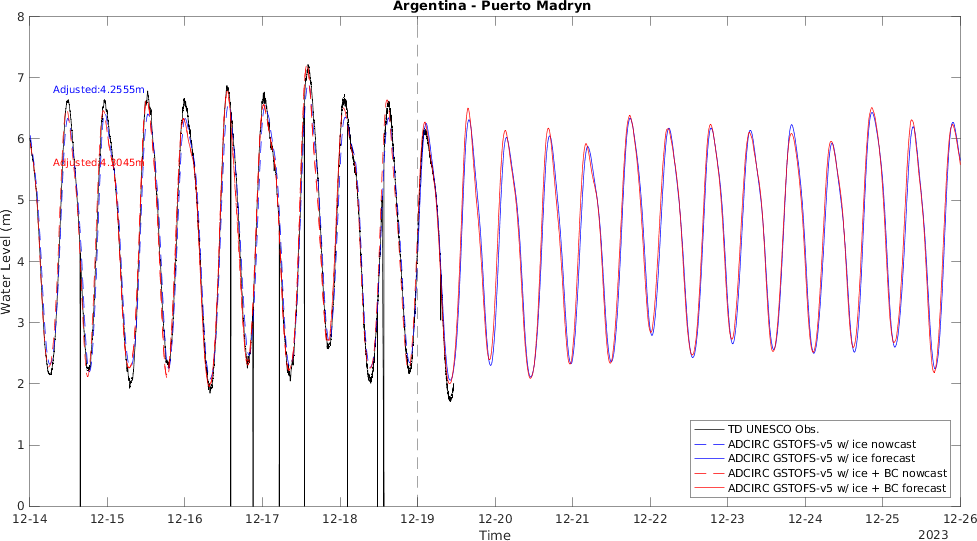 Argentina - Puerto Madryn
8
7
6
5
4
3
2
1
0
Water Level (m)
Adjusted:4.2555m
Adjusted:4.3045m
TD UNESCO Obs.
ADCIRC GSTOFS-v5 w/ ice nowcast
ADCIRC GSTOFS-v5 w/ ice forecast
ADCIRC GSTOFS-v5 w/ ice + BC nowcast
ADCIRC GSTOFS-v5 w/ ice + BC forecast
12-14 12-15 12-16 12-17 12-18 12-19 12-20 12-21 12-22 12-23 12-24 12-25 12-26
Time
2023